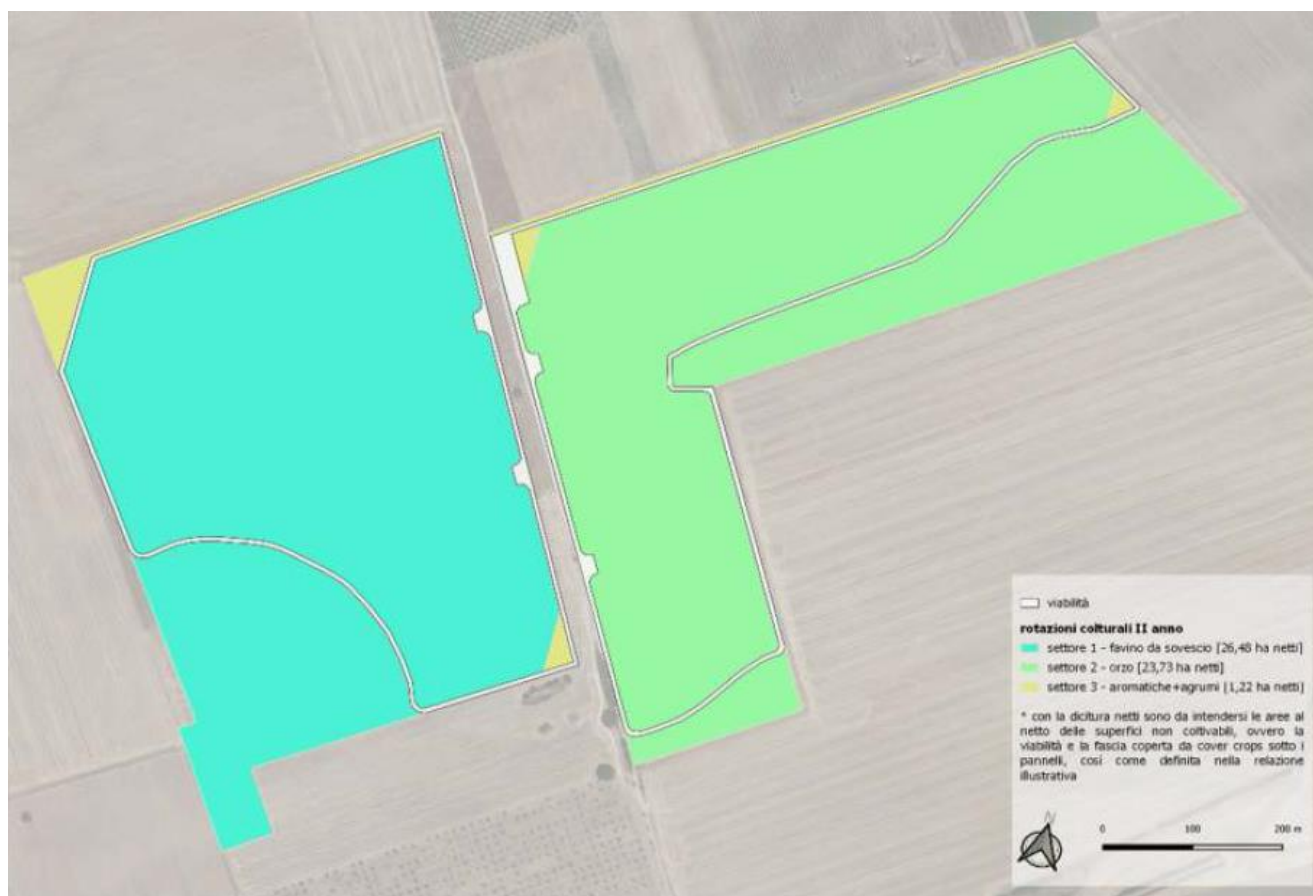 viabilità
rotazioni colturali II anno
settore 1 - favino da sovescio [26,48 ha netti]
settore 2 - orzo [23,73 ha netti]
settore 3 - aromatiche+agrumi [1,22 ha netti]
* con la dicitura netti sono da intendersi le aree al
netto delle superfici non coltivabili, ovvero la
viabilità e la fascia coperta da cover crops sotto i
pannelli, così come definita nella relazione
illustrativa
N
0 100 200 m